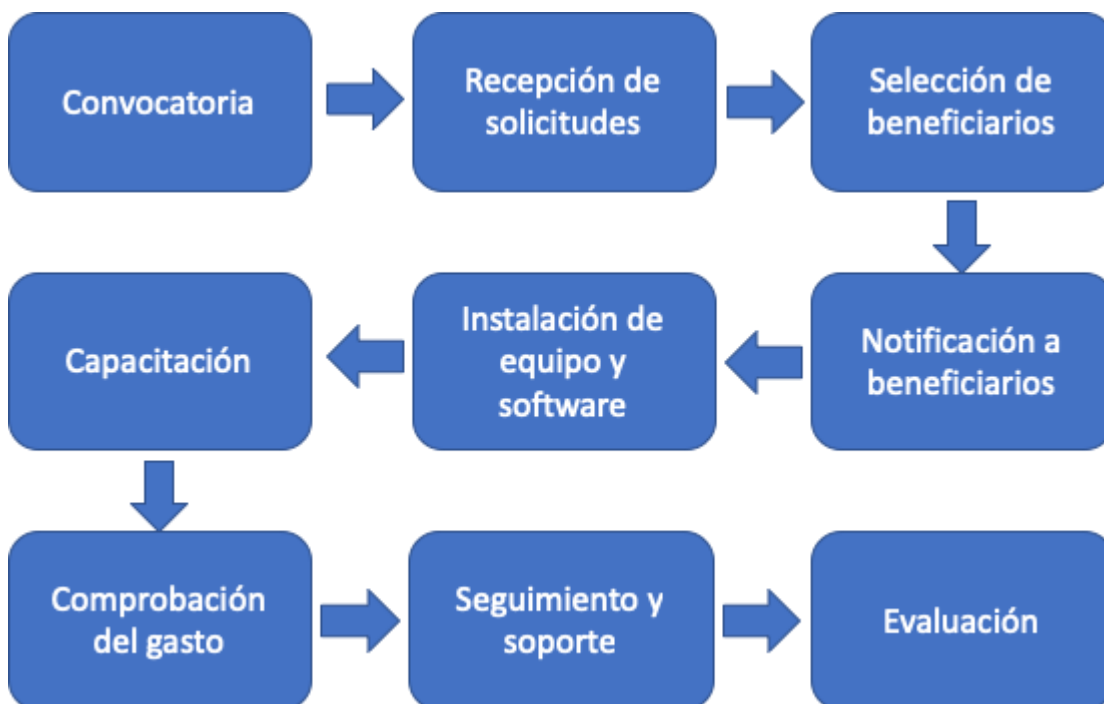 Convocatoria
Recepción de
solicitudes
Selección de
beneficiarios
Notificación a
beneficiarios
Instalación de
equipo y
software
Capacitación
Comprobación
del gasto
Seguimiento y
soporte
Evaluación